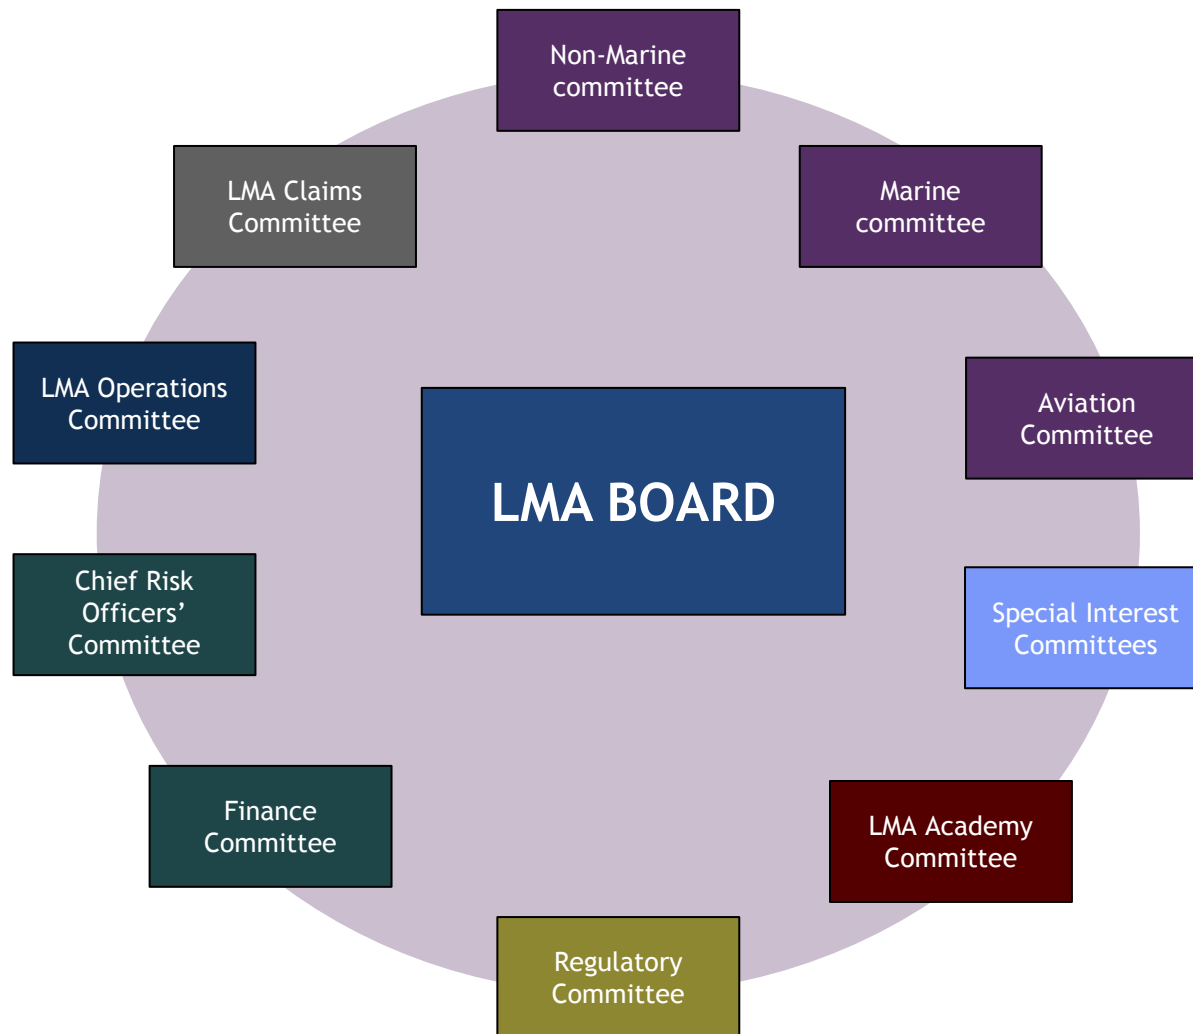 Non-Marine
committee
LMA Claims
Committee
Marine
committee
LMA Operations
Committee
Aviation
Committee
LMA BOARD
Chief Risk
Officers’
Committee
Special Interest
Committees
Finance
Committee
LMA Academy
Committee
Regulatory
Committee